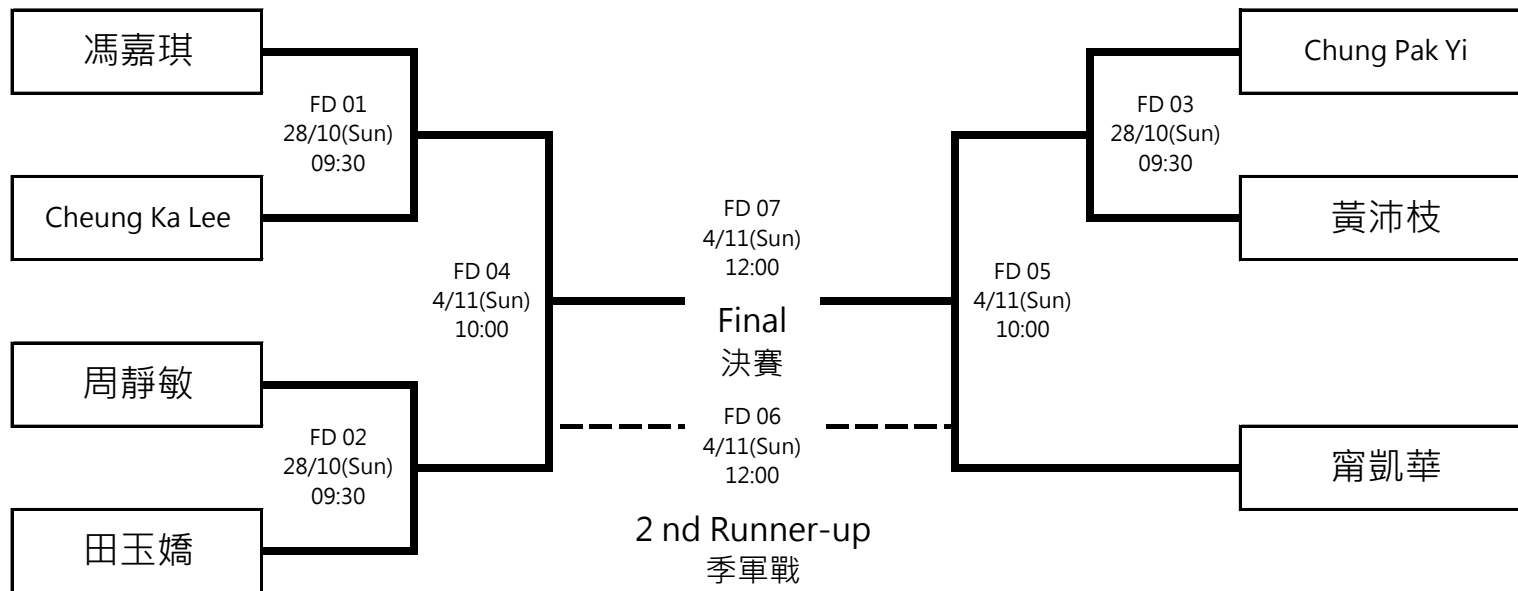 馮嘉琪
FD 01
28/10(Sun)
09:30
Cheung Ka Lee
FD 04
4/11(Sun)
10:00
周靜敏
FD 02
28/10(Sun)
09:30
田玉嬌
FD 07
4/11(Sun)
12:00
Final
決賽
FD 06
4/11(Sun)
12:00
2 nd Runner-up
季軍戰
Chung Pak Yi
FD 03
28/10(Sun)
09:30
黃沛枝
FD 05
4/11(Sun)
10:00
甯凱華